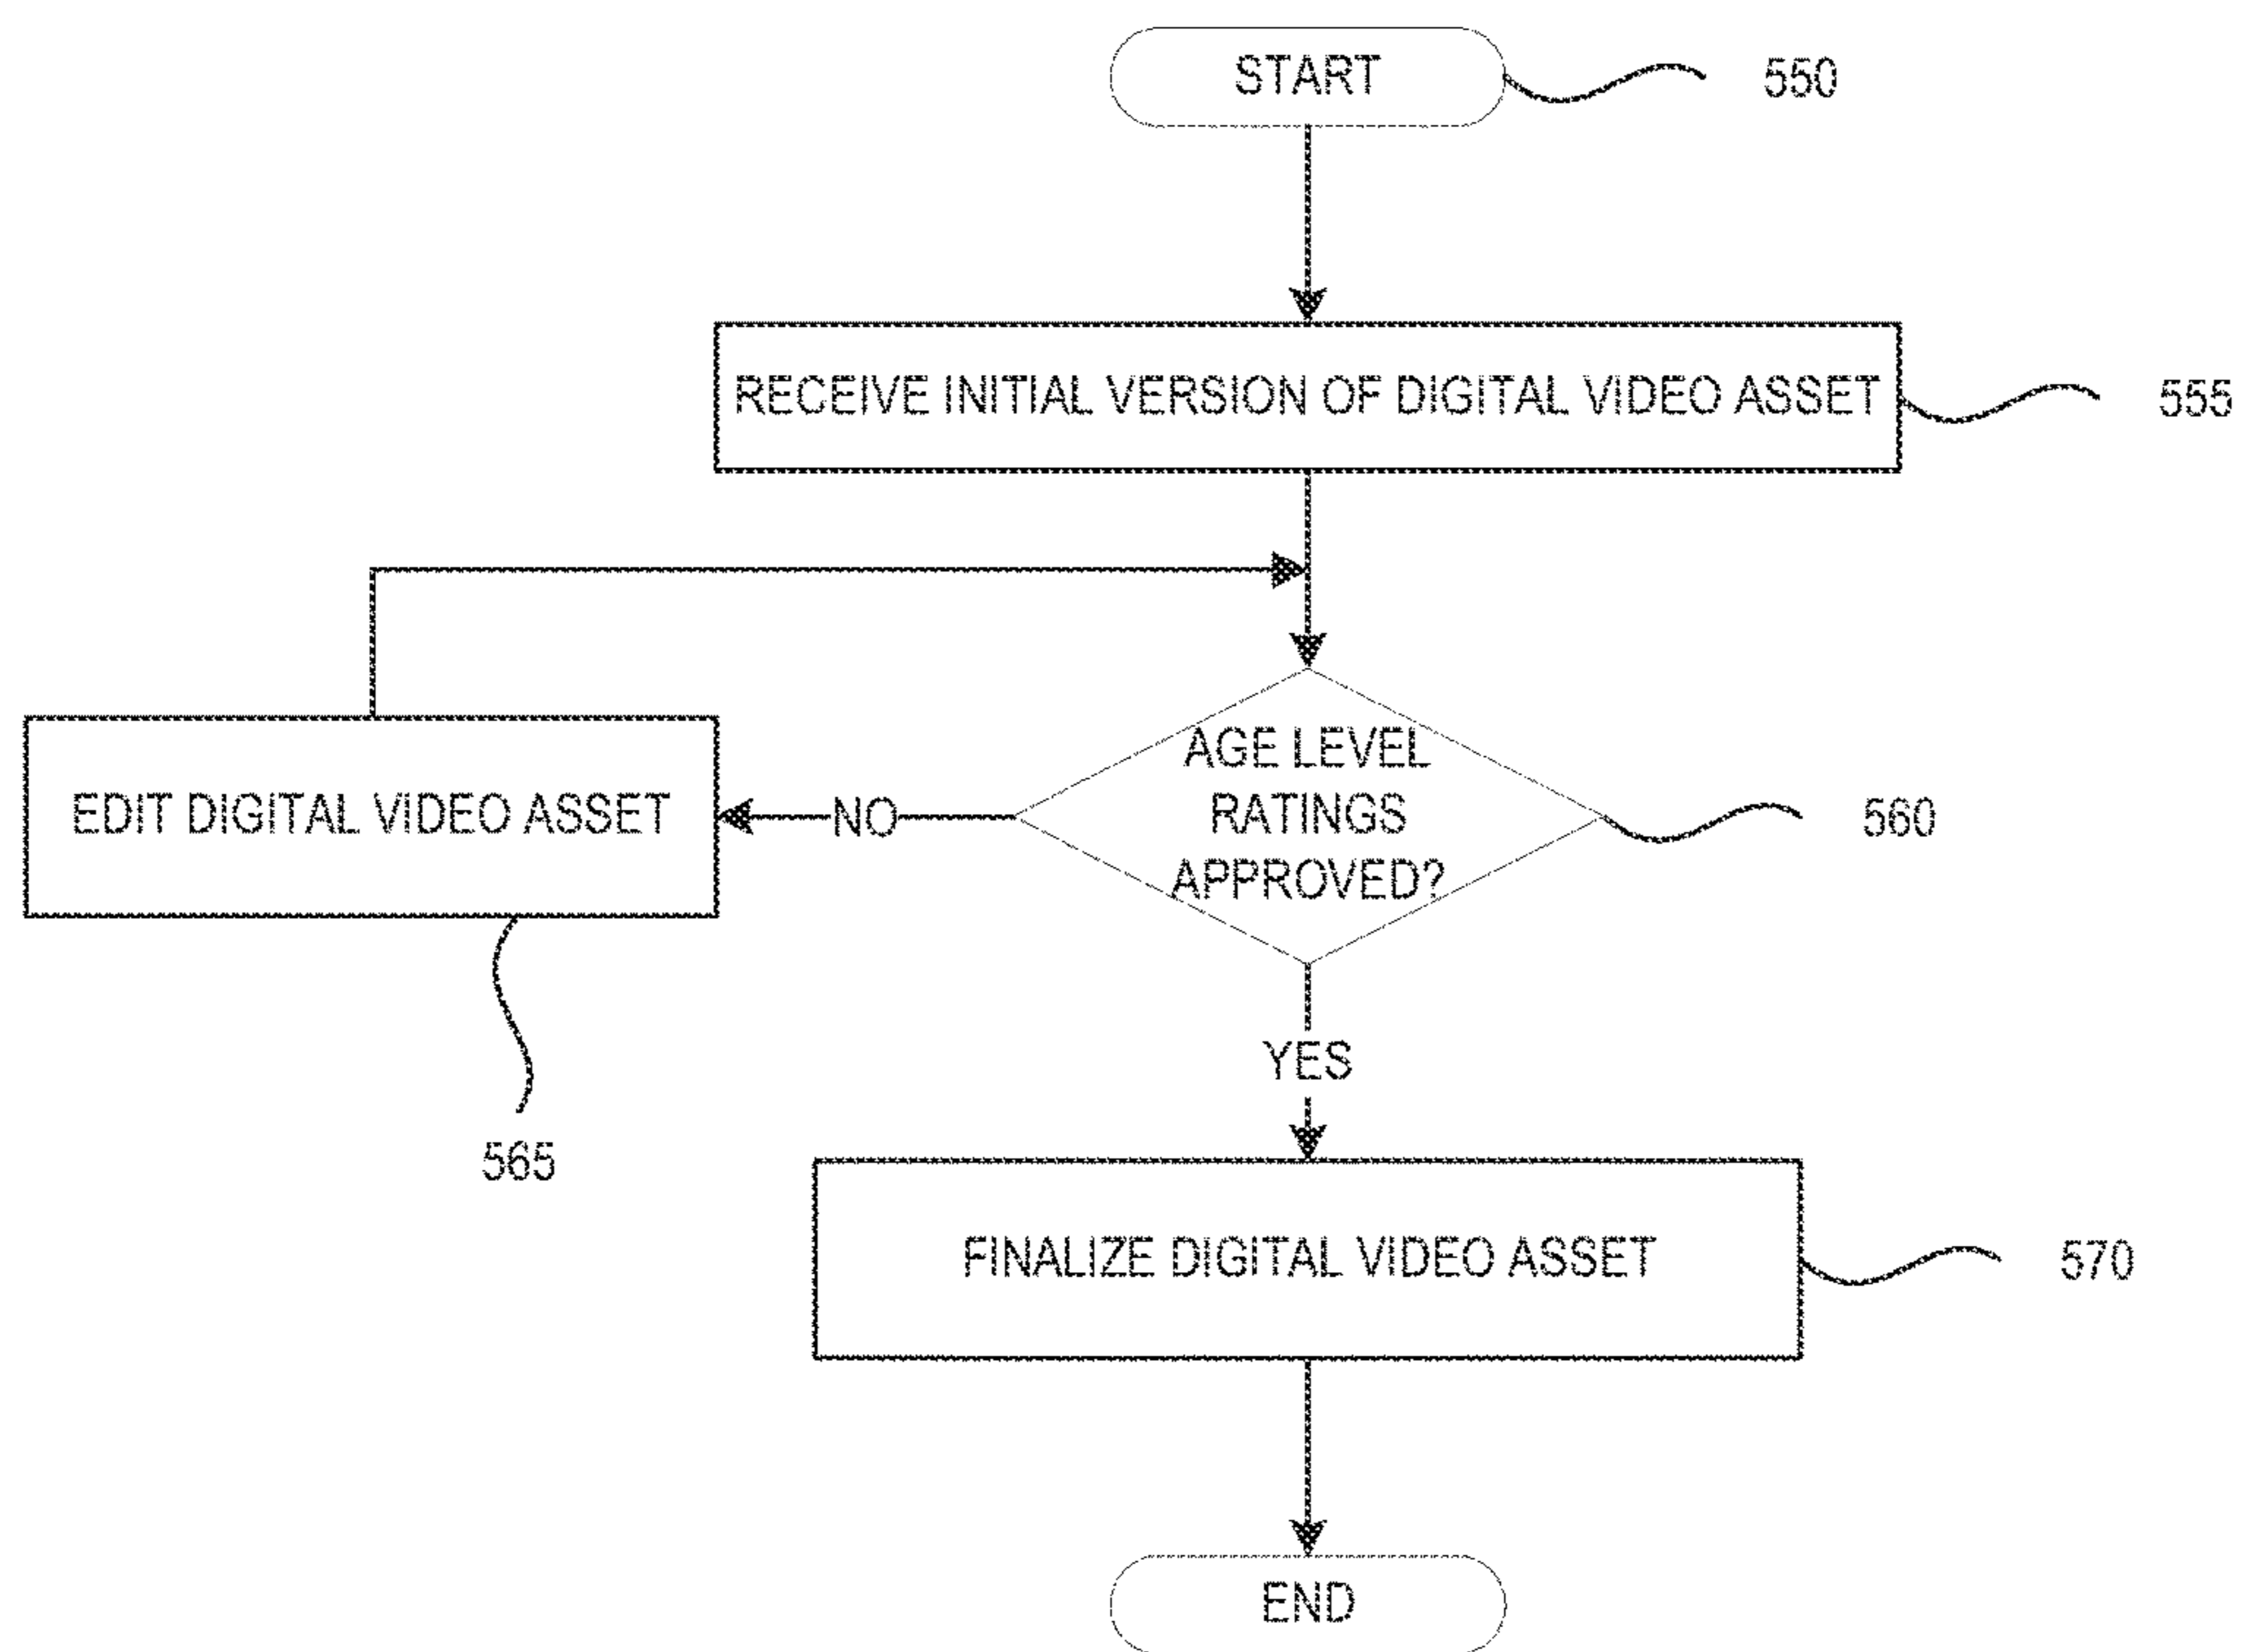 START
550
RECEIVE INITIAL VERSION OF DIGITAL VIDEO ASSET
555
AGE LEVEL
RATINGS
APPROVED?
560
NO
EDIT DIGITAL VIDEO ASSET
565
YES
FINALIZE DIGITAL VIDEO ASSET
570
END